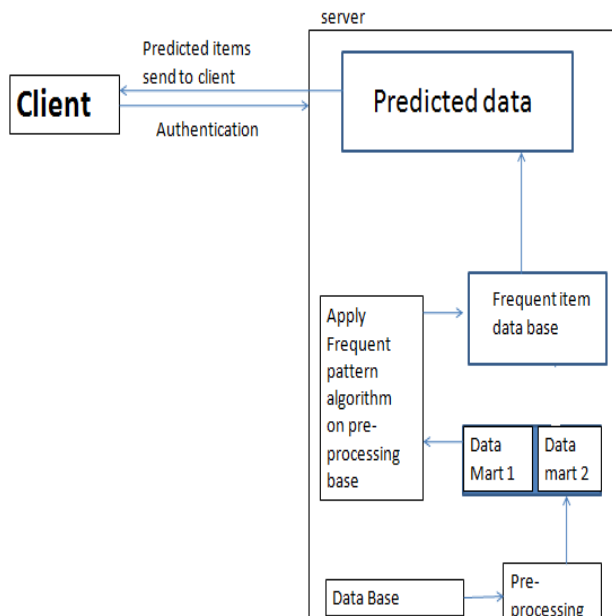 server
Predicted items
send to client
Client
Authentication
Predicted data
Frequent item
data base
Apply
Frequent
pattern
algorithm
on pre-
processing
base
Data
Mart 1
Data
mart 2
Data Base
Pre-
processing